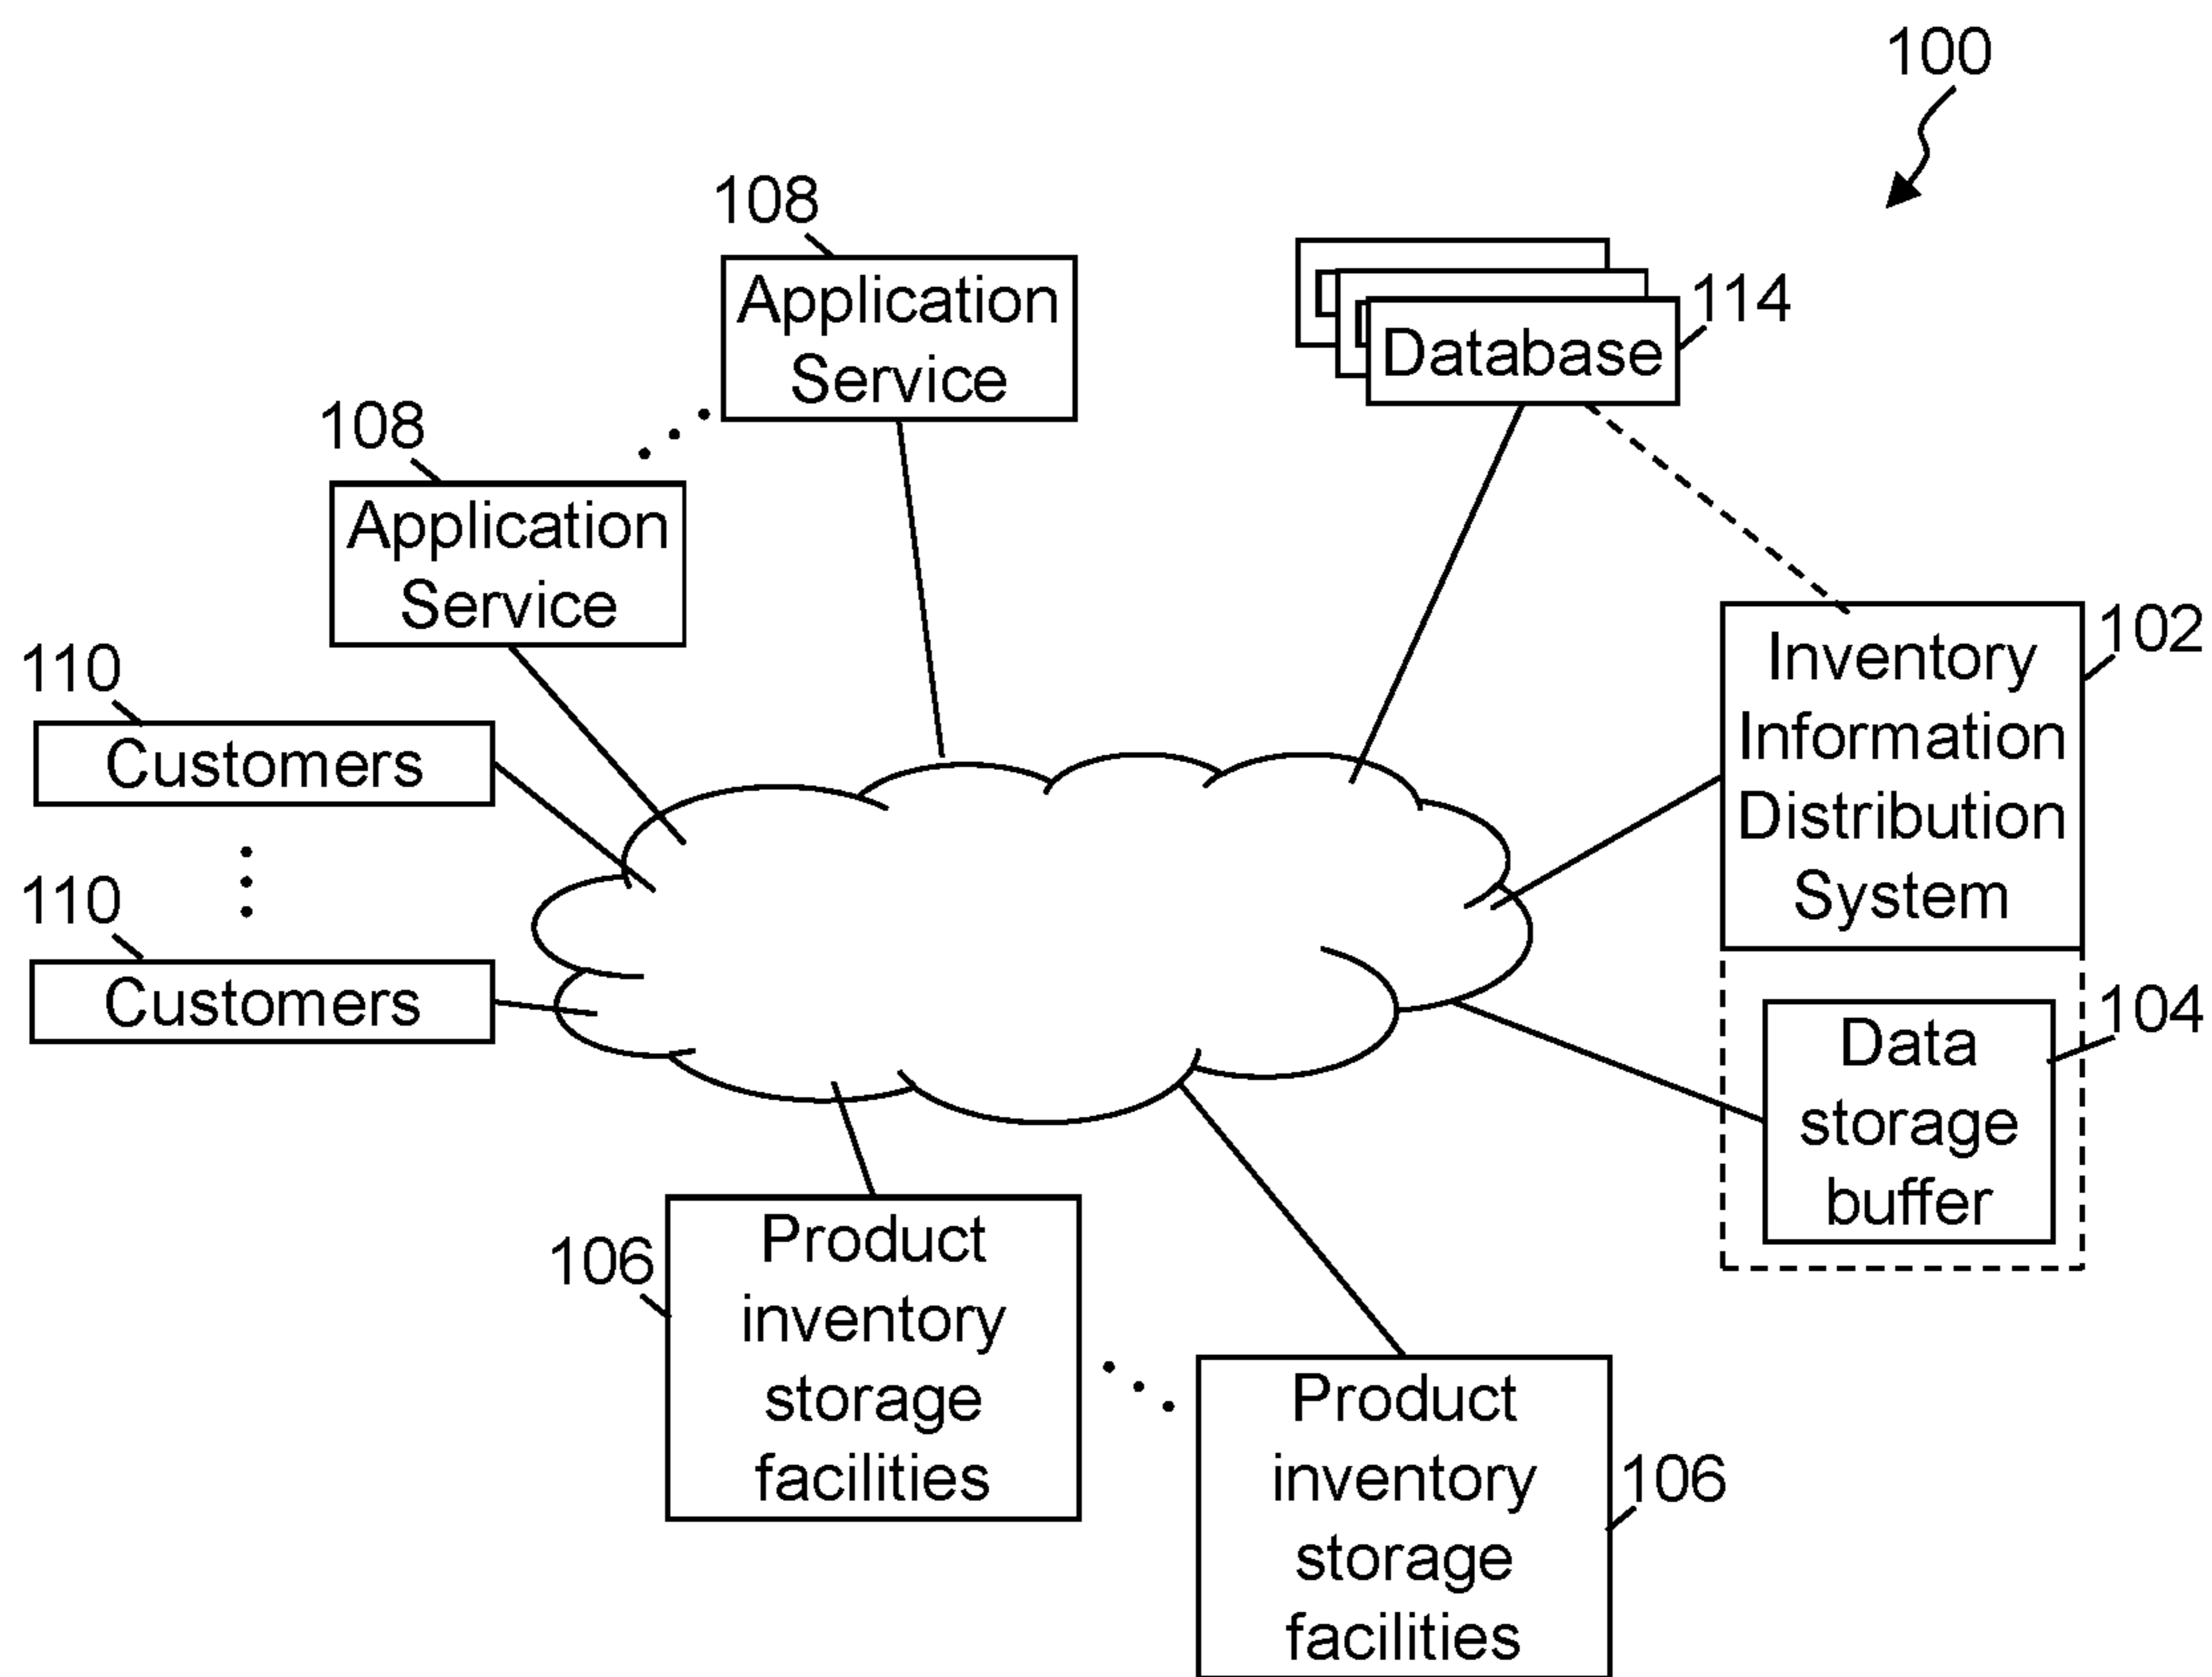 100
108
Application
Service
114
Database
108
Application
Service
102
Inventory
Information
Distribution
System
110
Customers
110
Customers
104
Data
storage
buffer
106
Product
inventory
storage
facilities
Product
inventory
storage
facilities
106